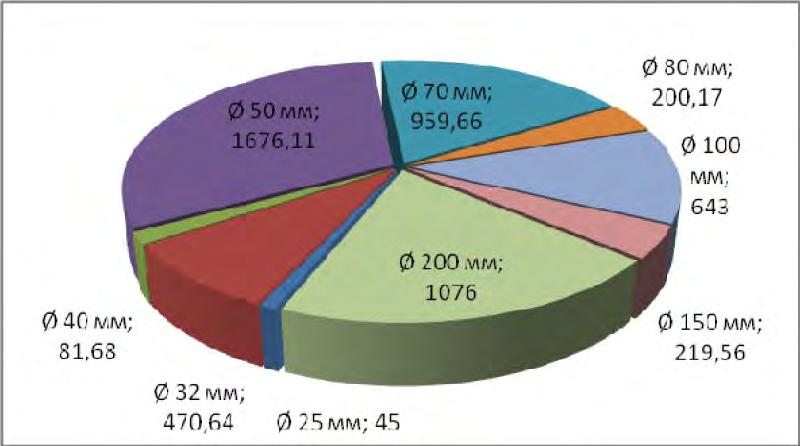 Ø 50 мм;
1676,11
Ø 70 мм;
959,66
Ø 80 мм;
200,17
Ø 100
мм;
643
Ø 200 мм;
1076
Ø 150 мм;
219,56
Ø 40 мм;
81,68
Ø 32 мм;
470,64
Ø 25 мм; 45